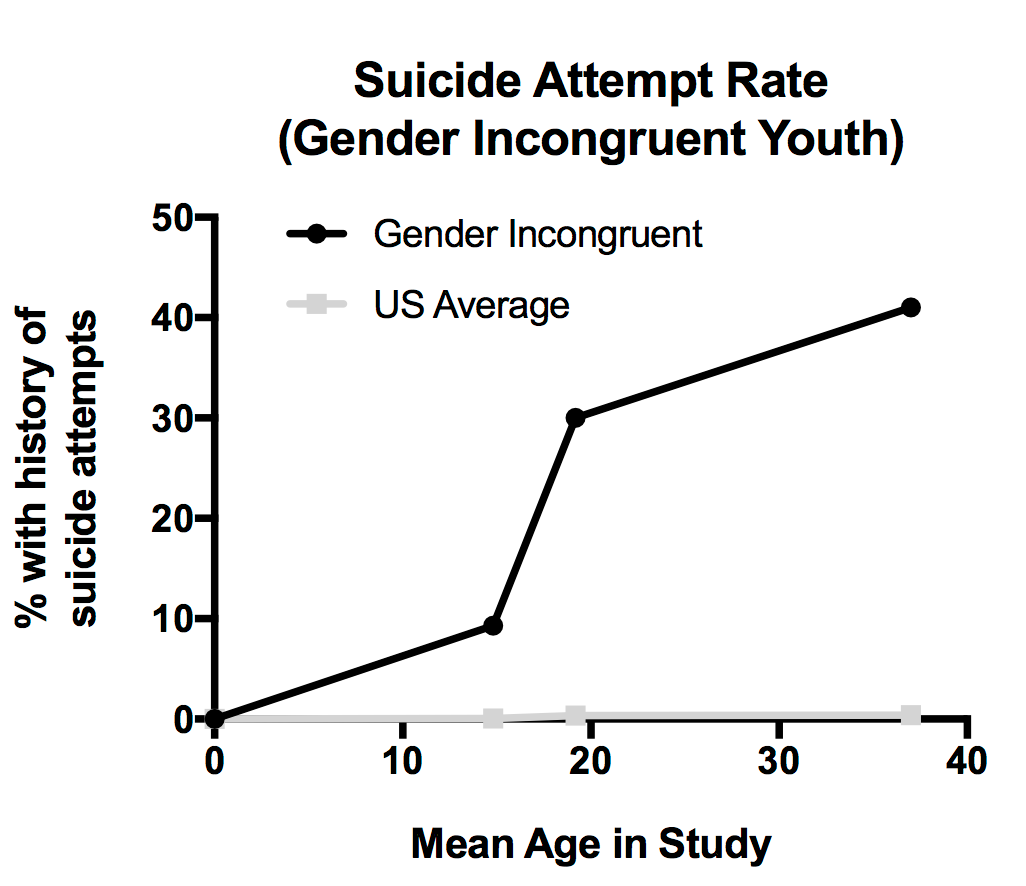 Suicide Attempt Rate
(Gender Incongruent Youth)
Gender Incongruent
US Average
% with history of
suicide attempts
50
40
30
20
10
0
0 10 20 30 40
Mean Age in Study